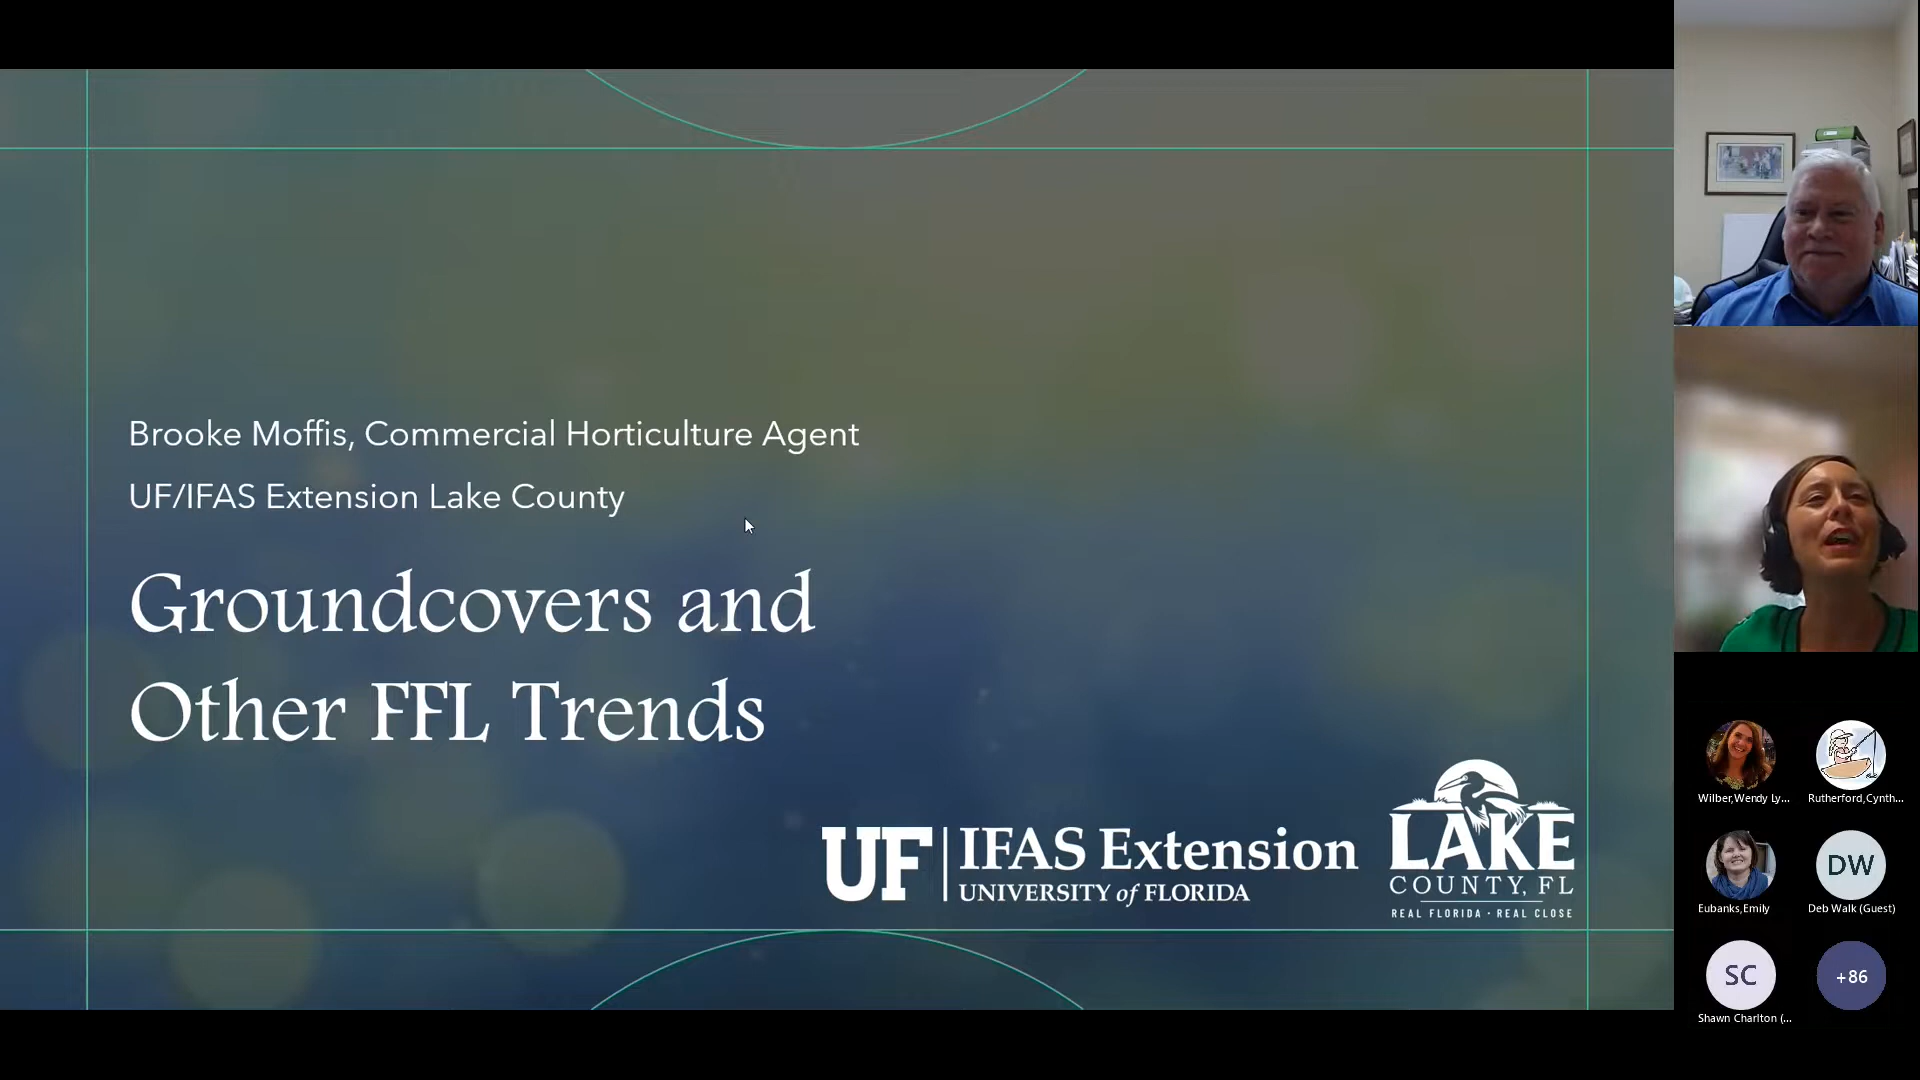 Brooke Moffis, Commercial Horticulture Agent
UF/IFAS Extension Lake County
Groundcovers and
Other FFL Trends
UF IFAS Extension
UNIVERSITY of FLORIDA
LAKE
COUNTY, FL
REAL FLORIDA · REAL CLOSE
Wilber,Wendy Ly...
Rutherford,Cynth...
Eubanks,Emily
DW
Deb Walk (Guest)
SC
Shawn Charlton (...
+86